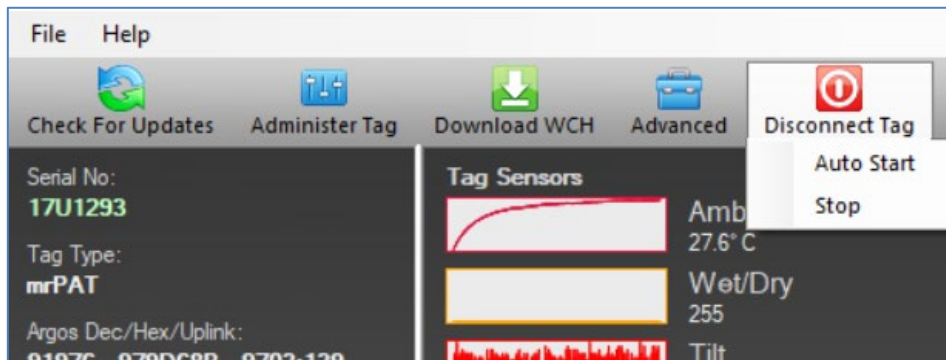 File Help
Check For Updates Administer Tag Download WCH Advanced Disconnect Tag
Auto Start
Stop
Serial No:
17U1293
Tag Type:
mrPAT
Argos Dec/Hex/Uplink:
Tag Sensors
Amb
27.6° C
Wet/Dry
255
Tilt